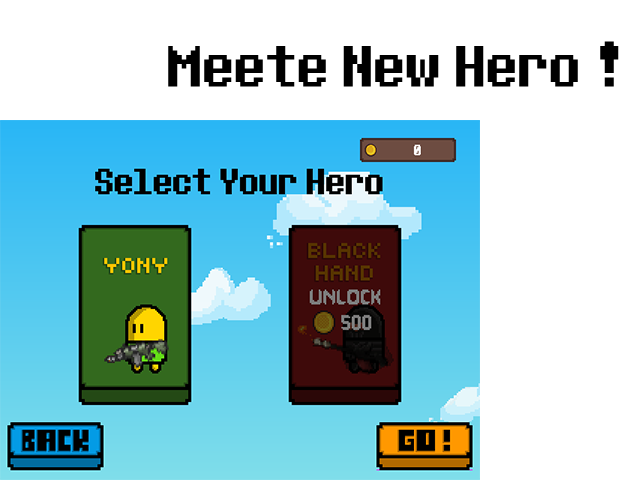 Meete New Hero !
0
Select Your Hero
YONY
BLACK
HAND
UNLOCK
500
BACK
GO!